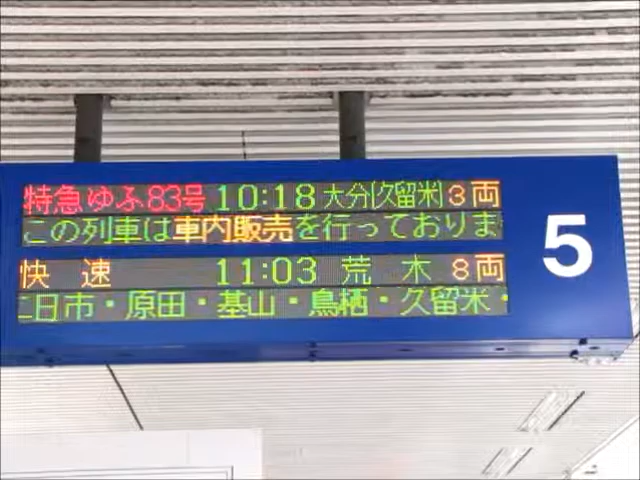 特急ゆふ83号 10:18 大分(久留米) 3両
この列車は車内販売を行っておりま
快 速 11:03 荒 木 8両
二日市・原田・基山・鳥栖・久留米・
5